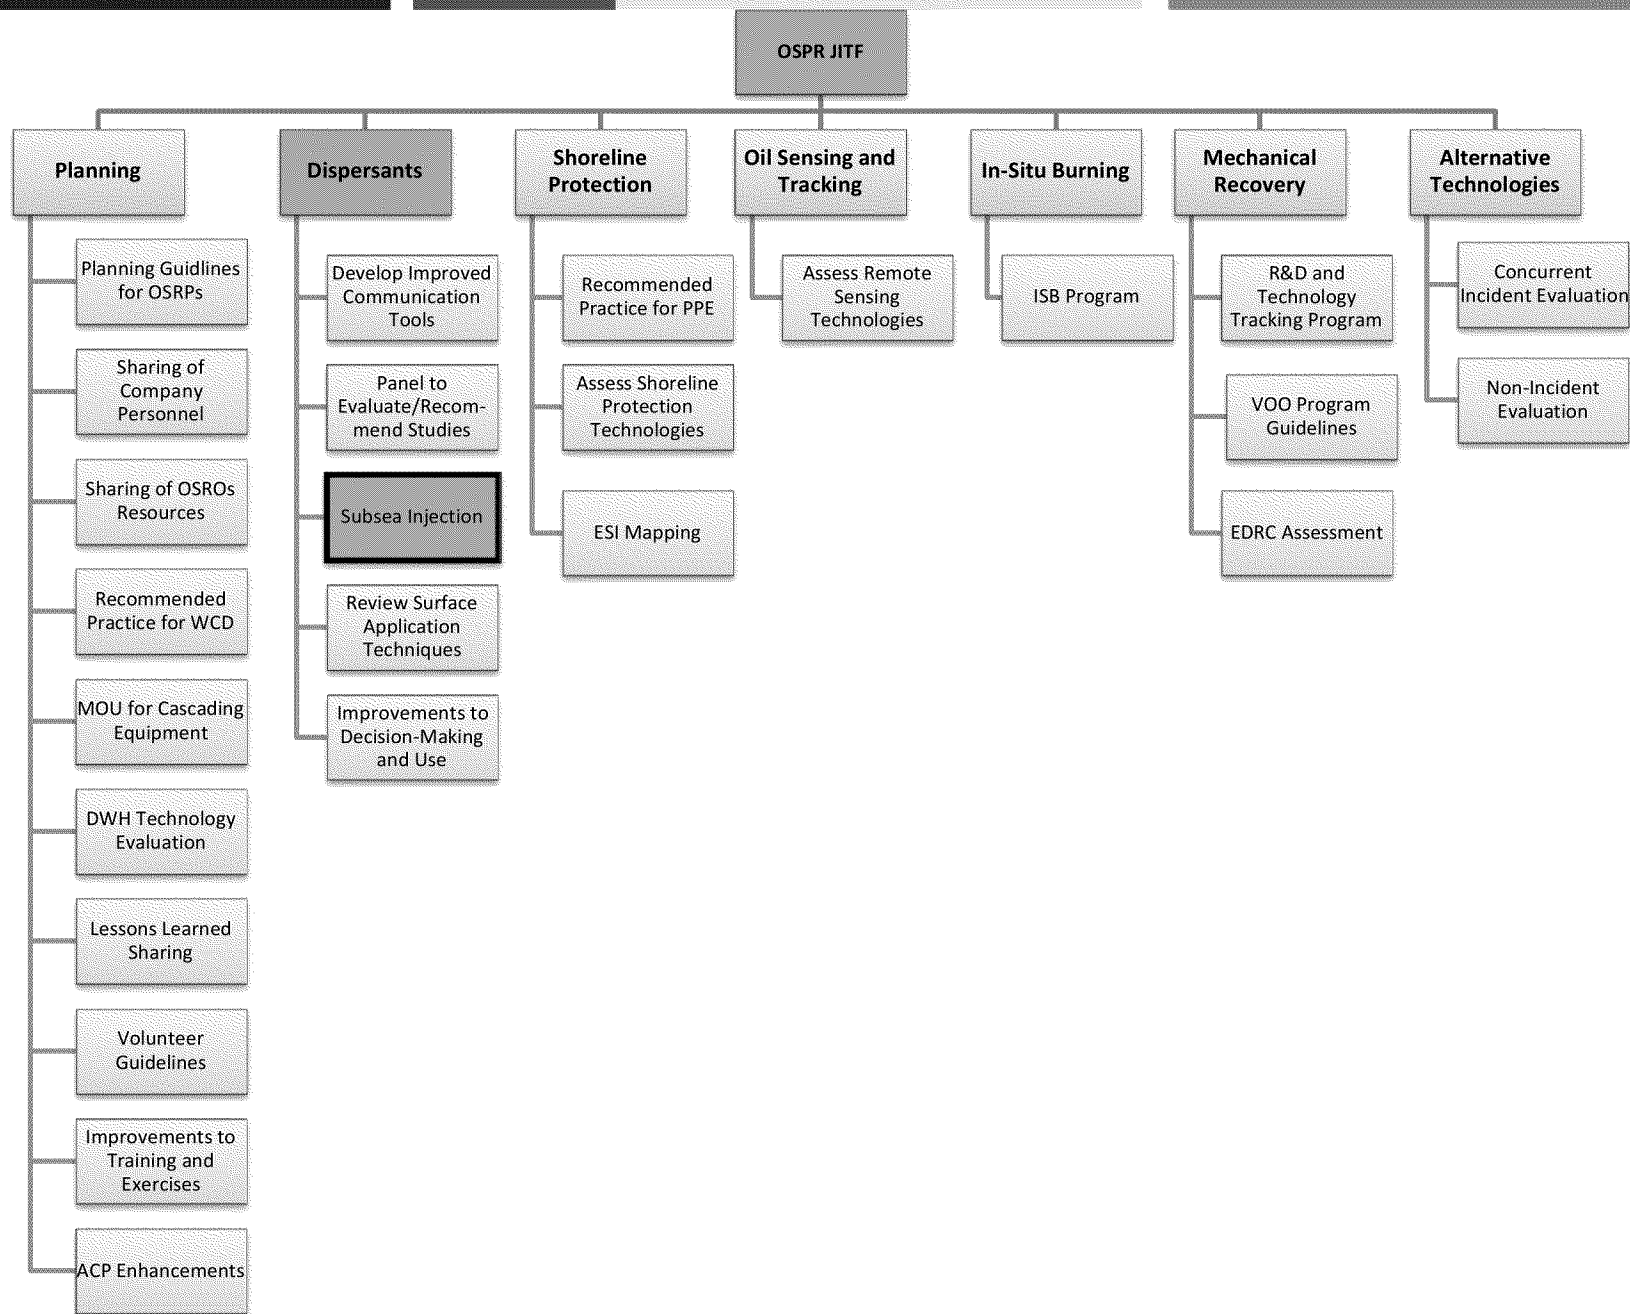 OSPR JITF
Planning
Planning Guidlines
for OSRPs
Sharing of
Company
Personnel
Sharing of OSROs
Resources
Recommended
Practice for WCD
MOU for Cascading
Equipment
DWH Technology
Evaluation
Lessons Learned
Sharing
Volunteer
Guidelines
Improvements to
Training and
Exercises
ACP Enhancements
Dispersants
Develop Improved
Communication
Tools
Panel to
Evaluate/Recom-
mend Studies
Subsea Injection
Review Surface
Application
Techniques
Improvements to
Decision-Making
and Use
Shoreline
Protection
Recommended
Practice for PPE
Assess Shoreline
Protection
Technologies
ESI Mapping
Oil Sensing and
Tracking
Assess Remote
Sensing
Technologies
In-Situ Burning
ISB Program
Mechanical
Recovery
R&D and
Technology
Tracking Program
VOO Program
Guidelines
EDRC Assessment
Alternative
Technologies
Concurrent
Incident Evaluation
Non-Incident
Evaluation